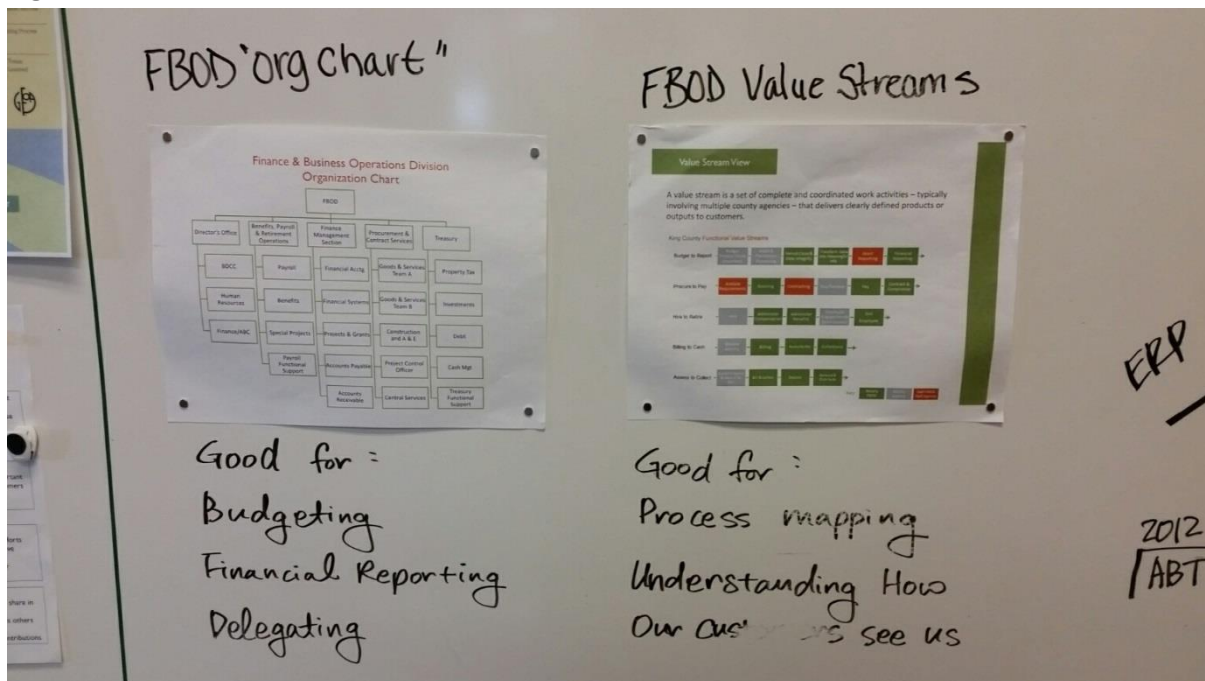 FBOD "org chart"
Finance & Business Operations Division
Organization Chart
FBOD
Director's Office
Benefits, Payroll
& Retirement
Operations
Finance
Management
Section
Procurement &
Contract Services
Treasury
BDCC
Payroll
Financial Acctg
Goods & Services
Team A
Property Tax
Human
Resources
Benefits
Financial Systems
Goods & Services
Team B
Investments
Finance/ABC
Special Projects
Projects & Grants
Construction
and A & E
Debt
Payroll
Functional
Support
Accounts Payable
Project Control
Officer
Cash Mgt
Accounts
Receivable
Central Services
Treasury
Functional
Support
Good for :
Budgeting
Financial Reporting
Delegating
FBOD Value Streams
Value Stream View
A value stream is a set of complete and coordinated work activities – typically
involving multiple county agencies – that delivers clearly defined products or
outputs to customers.
King County Functional Value Streams
Budget to Report
Procure to Pay
Hire to Retire
Billing to Cash
Assess to Collect
Good for :
Process mapping
Understanding How
Our see us
ERP
2012
ABT
share in
others